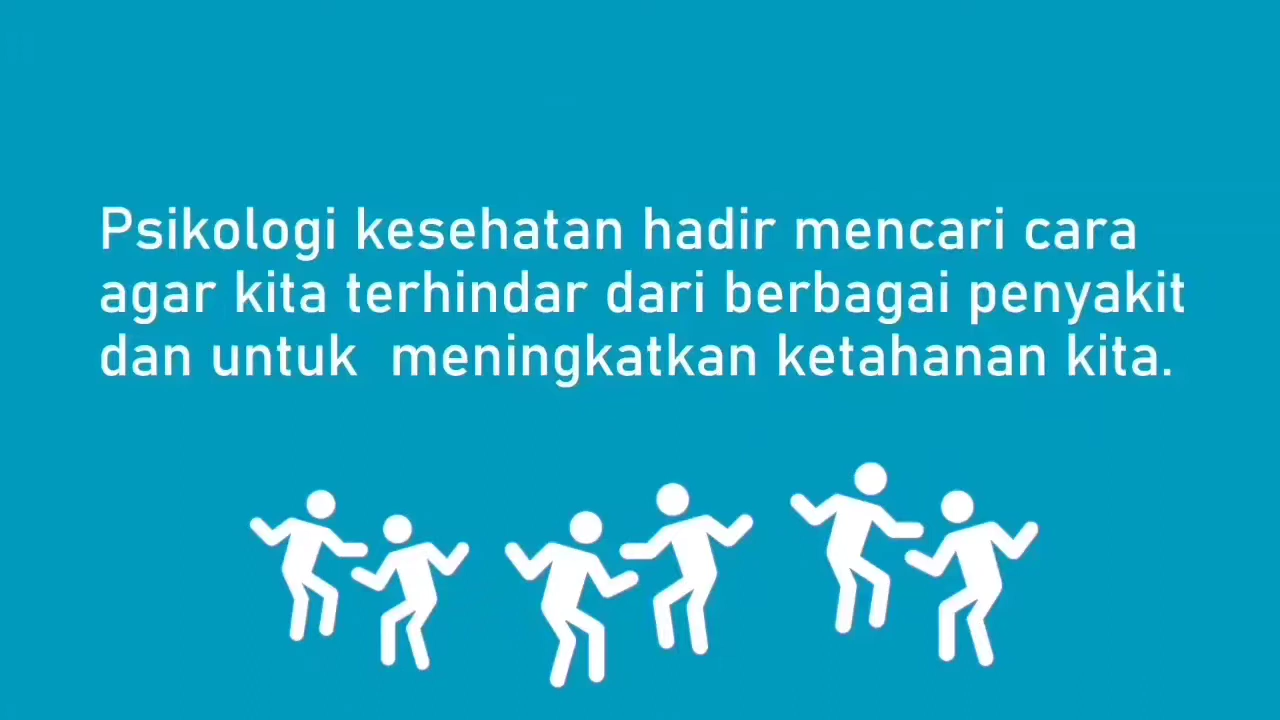 Psikologi kesehatan hadir mencari cara
agar kita terhindar dari berbagai penyakit
dan untuk  meningkatkan ketahanan kita.